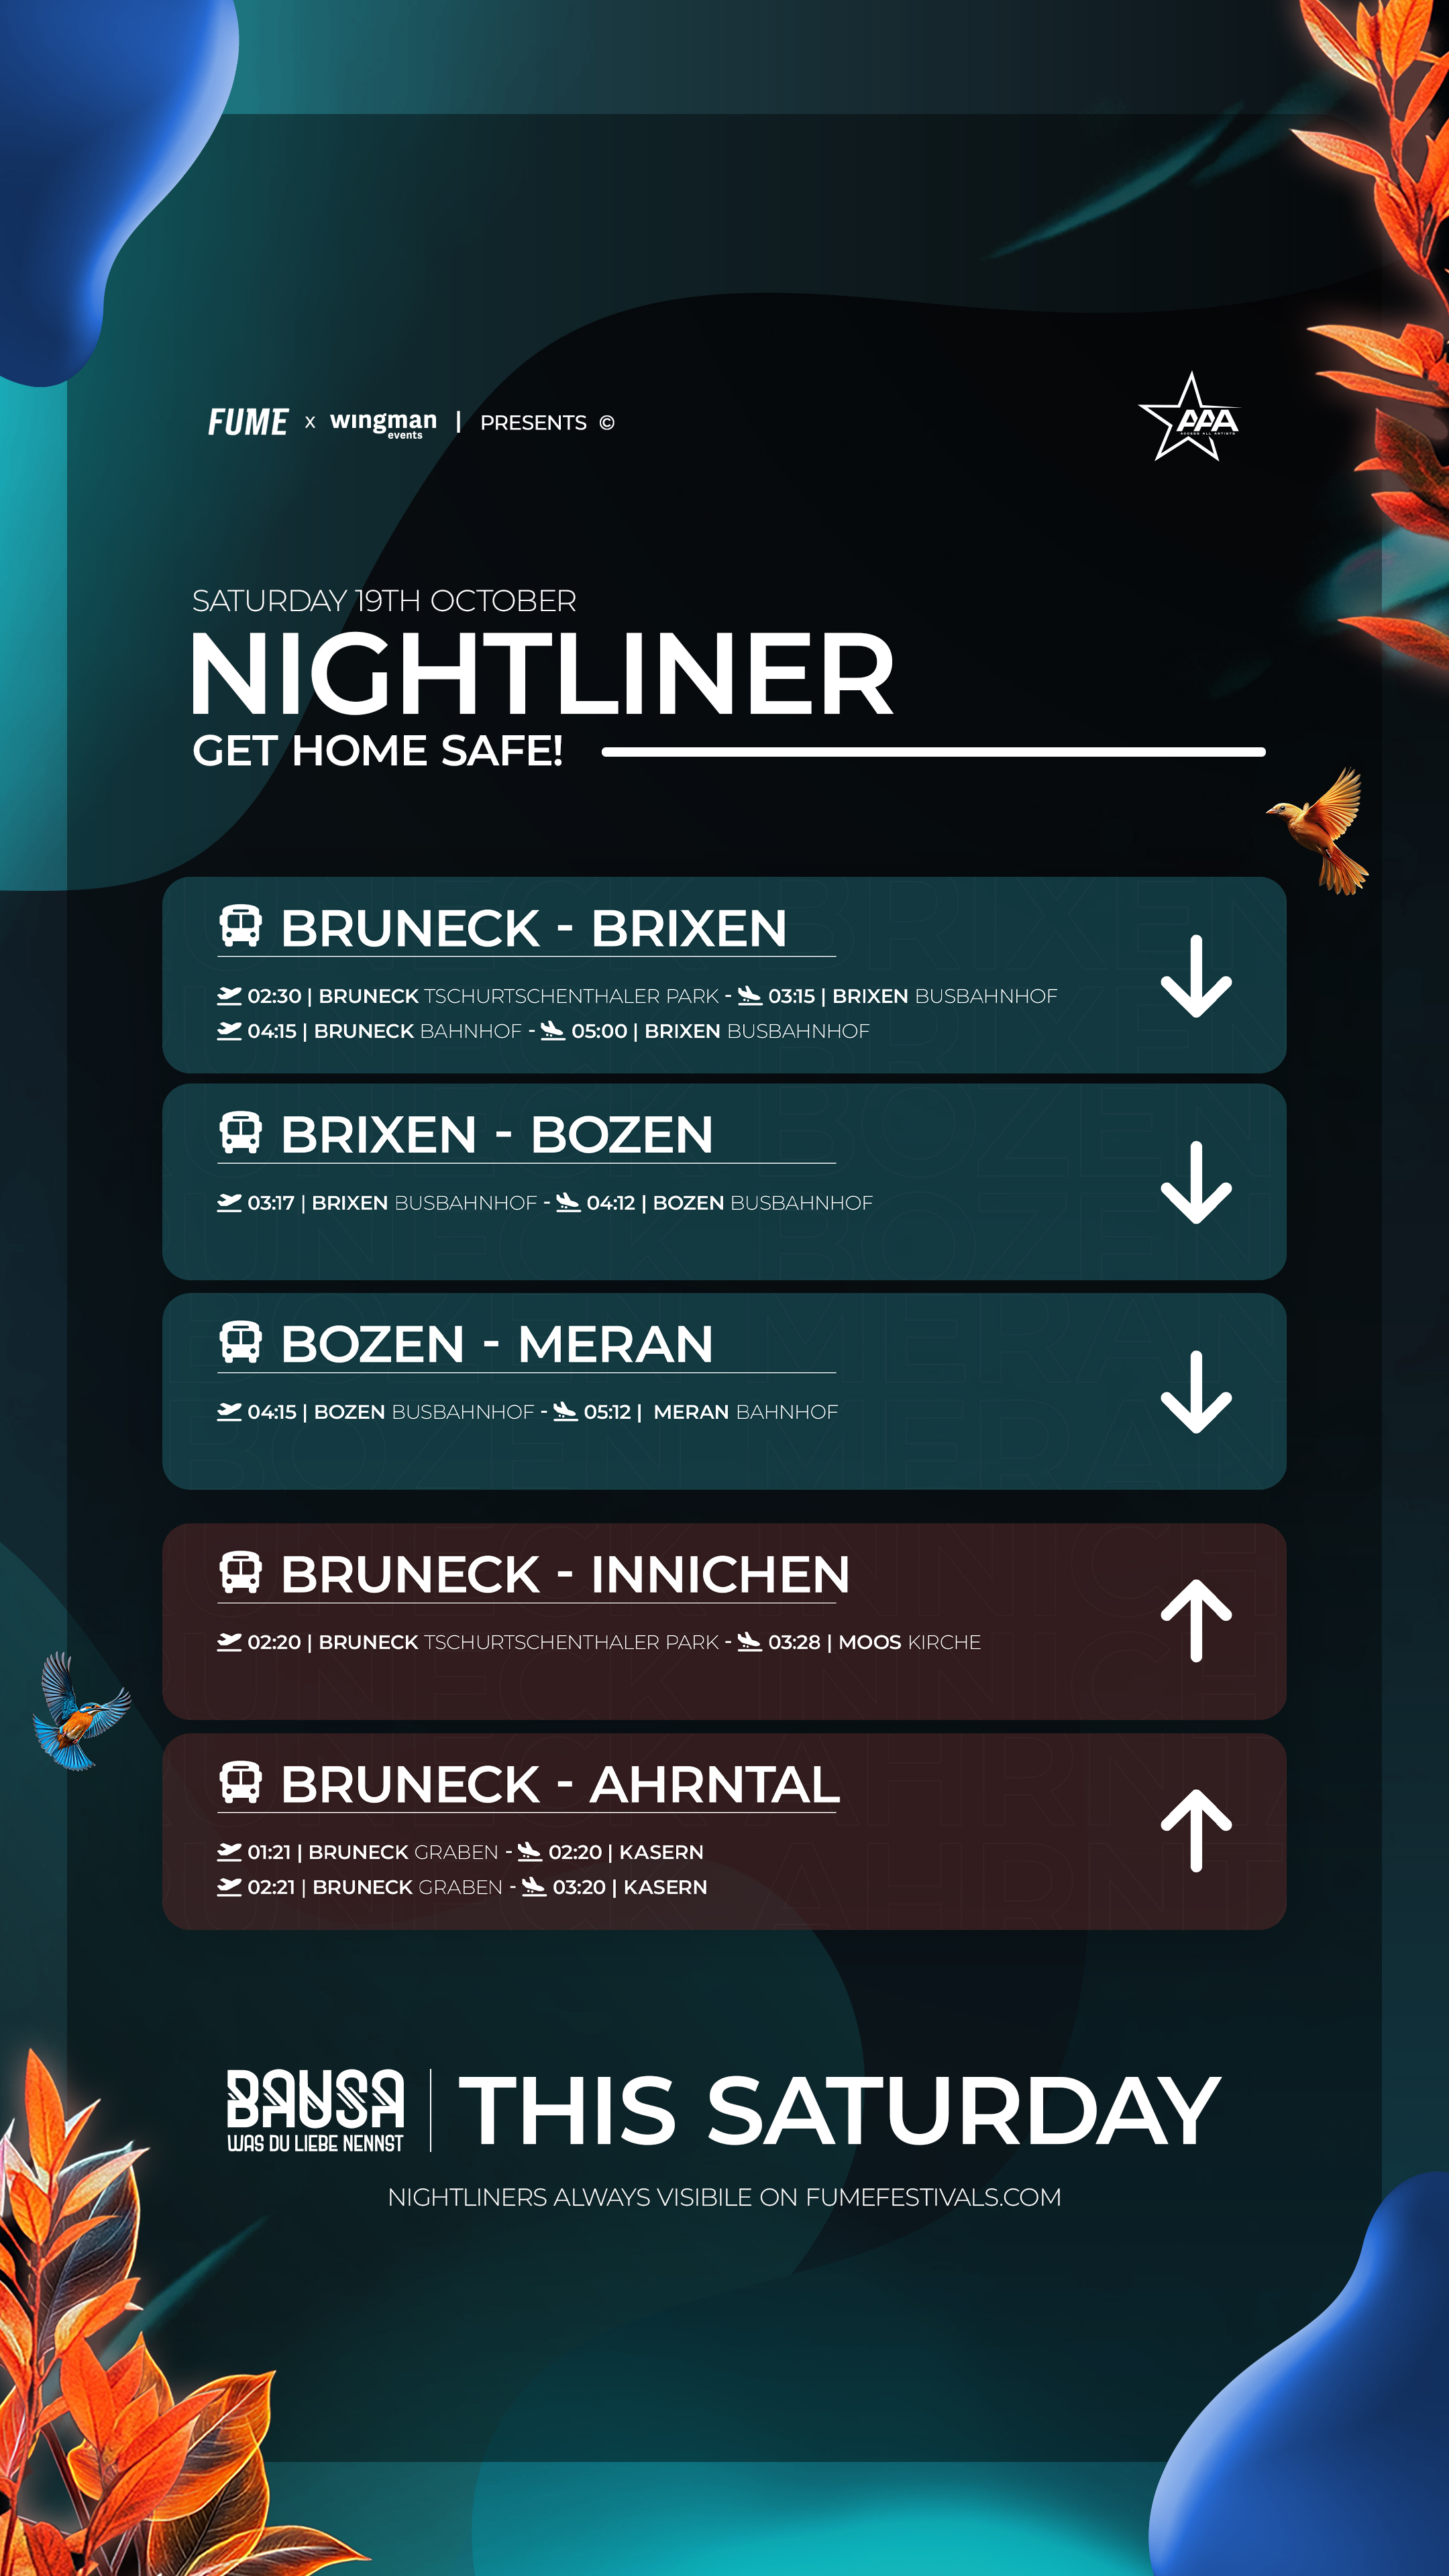 FUME x wingman events | PRESENTS ©
AAA
ACCESS ALL ARTISTS
SATURDAY 19TH OCTOBER
NIGHTLINER
GET HOME SAFE!
BRUNECK - BRIXEN
02:30 | BRUNECK TSCHURTSCHENTHALER PARK - 03:15 | BRIXEN BUSBAHNHOF
04:15 | BRUNECK BAHNHOF - 05:00 | BRIXEN BUSBAHNHOF
BRIXEN - BOZEN
03:17 | BRIXEN BUSBAHNHOF - 04:12 | BOZEN BUSBAHNHOF
BOZEN - MERAN
04:15 | BOZEN BUSBAHNHOF - 05:12 | MERAN BAHNHOF
BRUNECK - INNICHEN
02:20 | BRUNECK TSCHURTSCHENTHALER PARK - 03:28 | MOOS KIRCHE
BRUNECK - AHRNTAL
01:21 | BRUNECK GRABEN - 02:20 | KASERN
02:21 | BRUNECK GRABEN - 03:20 | KASERN
BAUSA
WAS DU LIEBE NENNST
THIS SATURDAY
NIGHTLINERS ALWAYS VISIBILE ON FUMEFESTIVALS.COM